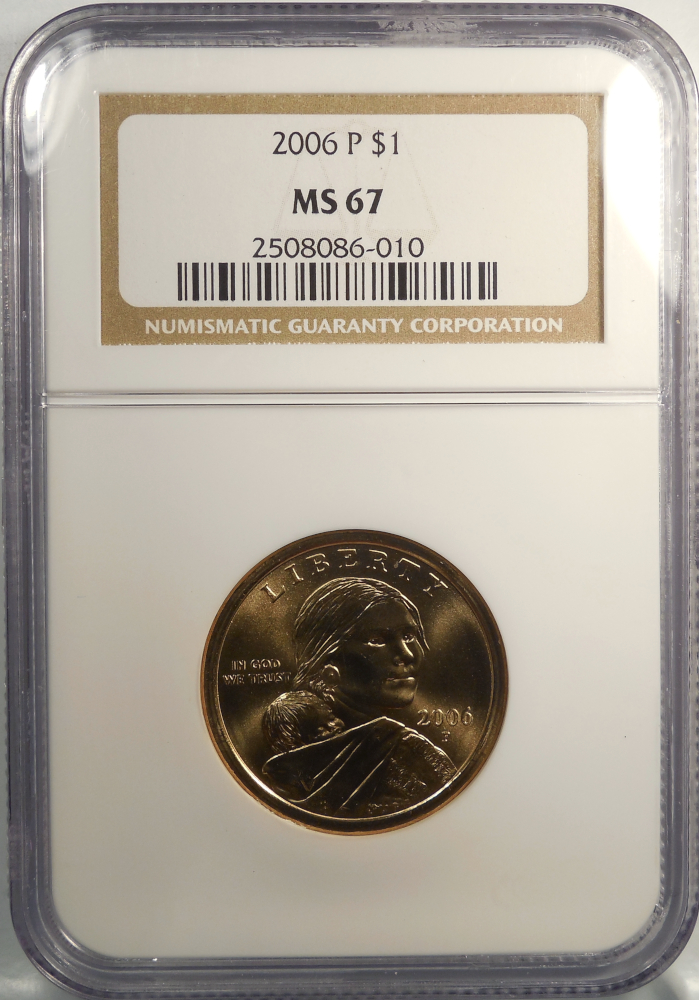 2006 P $1
MS 67
2508086-010
NUMISMATIC GUARANTY CORPORATION
LIBERTY
IN GOD
WE TRUST
2006
P